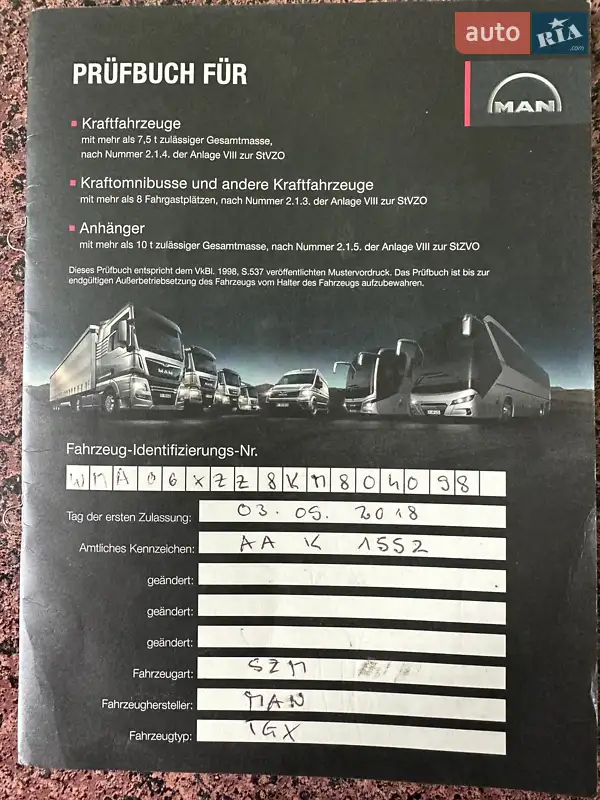 auto RIA .com
PRÜFBUCH FÜR
MAN
Kraftfahrzeuge
mit mehr als 7,5 t zulässiger Gesamtmasse,
nach Nummer 2.1.4. der Anlage VIII zur StVZO
Kraftomnibusse und andere Kraftfahrzeuge
mit mehr als 8 Fahrgastplätzen, nach Nummer 2.1.3. der Anlage VIII zur StVZO
Anhänger
mit mehr als 10 t zulässiger Gesamtmasse, nach Nummer 2.1.5. der Anlage VIII zur StZVO
Dieses Prüfbuch entspricht dem VkBl. 1998, S.537 veröffentlichten Mustervordruck. Das Prüfbuch ist bis zur
endgültigen Außerbetriebsetzung des Fahrzeugs vom Halter des Fahrzeugs aufzubewahren.
MAN
Fahrzeug-Identifizierungs-Nr.
WMA06XZZ8KM804098
Tag der ersten Zulassung: 03.09.2018
Amtliches Kennzeichen: AA K 1552
geändert:
geändert:
geändert:
Fahrzeugart: SZM
Fahrzeughersteller: MAN
Fahrzeugtyp: TGX